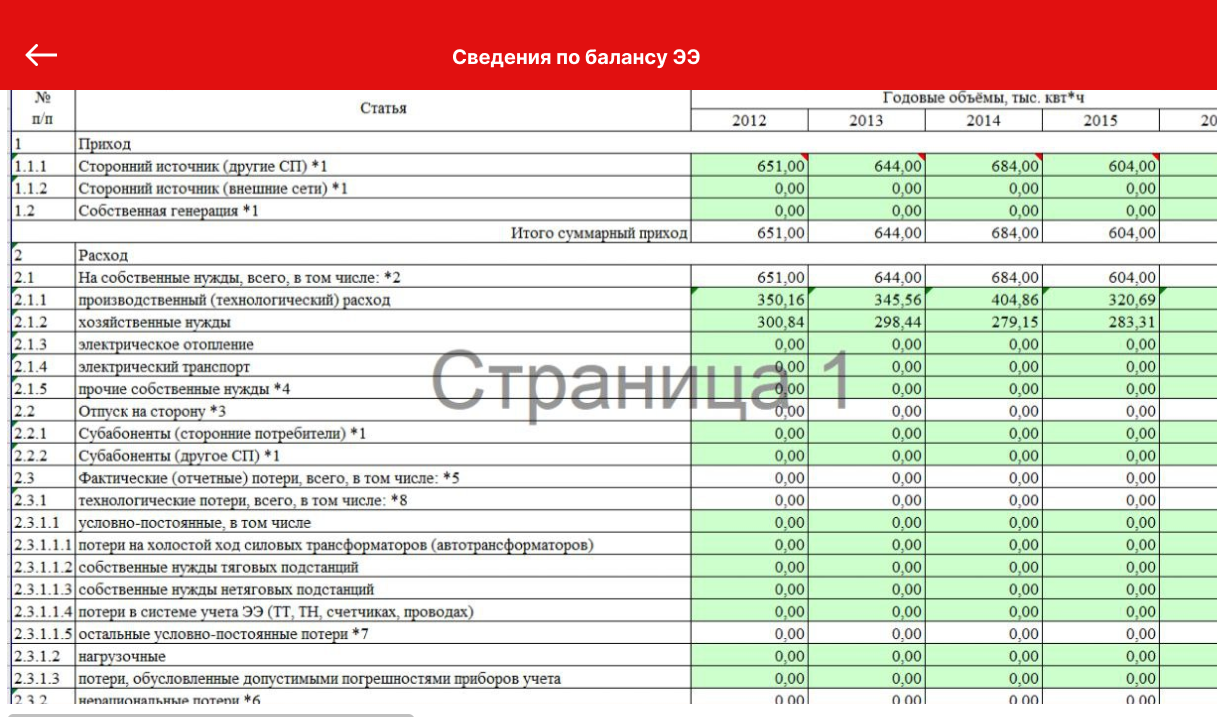 Сведения по балансу ЭЭ
№ п/п Статья Годовые объёмы, тыс. квт*ч
2012 2013 2014 2015 20
1 Приход
1.1.1 Сторонний источник (другие СП) *1 651,00 644,00 684,00 604,00
1.1.2 Сторонний источник (внешние сети) *1 0,00 0,00 0,00 0,00
1.2 Собственная генерация *1 0,00 0,00 0,00 0,00
Итого суммарный приход 651,00 644,00 684,00 604,00
2 Расход
2.1 На собственные нужды, всего, в том числе: *2 651,00 644,00 684,00 604,00
2.1.1 производственный (технологический) расход 350,16 345,56 404,86 320,69
2.1.2 хозяйственные нужды 300,84 298,44 279,15 283,31
2.1.3 электрическое отопление 0,00 0,00 0,00 0,00
2.1.4 электрический транспорт 0,00 0,00 0,00 0,00
Страница 1
2.1.5 прочие собственные нужды *4 0,00 0,00 0,00 0,00
2.2 Отпуск на сторону *3 0,00 0,00 0,00 0,00
2.2.1 Субабоненты (сторонние потребители) *1 0,00 0,00 0,00 0,00
2.2.2 Субабоненты (другое СП) *1 0,00 0,00 0,00 0,00
2.3 Фактические (отчетные) потери, всего, в том числе: *5 0,00 0,00 0,00 0,00
2.3.1 технологические потери, всего, в том числе: *8 0,00 0,00 0,00 0,00
2.3.1.1 условно-постоянные, в том числе 0,00 0,00 0,00 0,00
2.3.1.1.1 потери на холостой ход силовых трансформаторов (автотрансформаторов) 0,00 0,00 0,00 0,00
2.3.1.1.2 собственные нужды тяговых подстанций 0,00 0,00 0,00 0,00
2.3.1.1.3 собственные нужды нетяговых подстанций 0,00 0,00 0,00 0,00
2.3.1.1.4 потери в системе учета ЭЭ (ТТ, ТН, счетчиках, проводах) 0,00 0,00 0,00 0,00
2.3.1.1.5 остальные условно-постоянные потери *7 0,00 0,00 0,00 0,00
2.3.1.2 нагрузочные 0,00 0,00 0,00 0,00
2.3.1.3 потери, обусловленные допустимыми погрешностями приборов учета 0,00 0,00 0,00 0,00
2.3.2 нерациональные потери *6 0,00 0,00 0,00 0,00